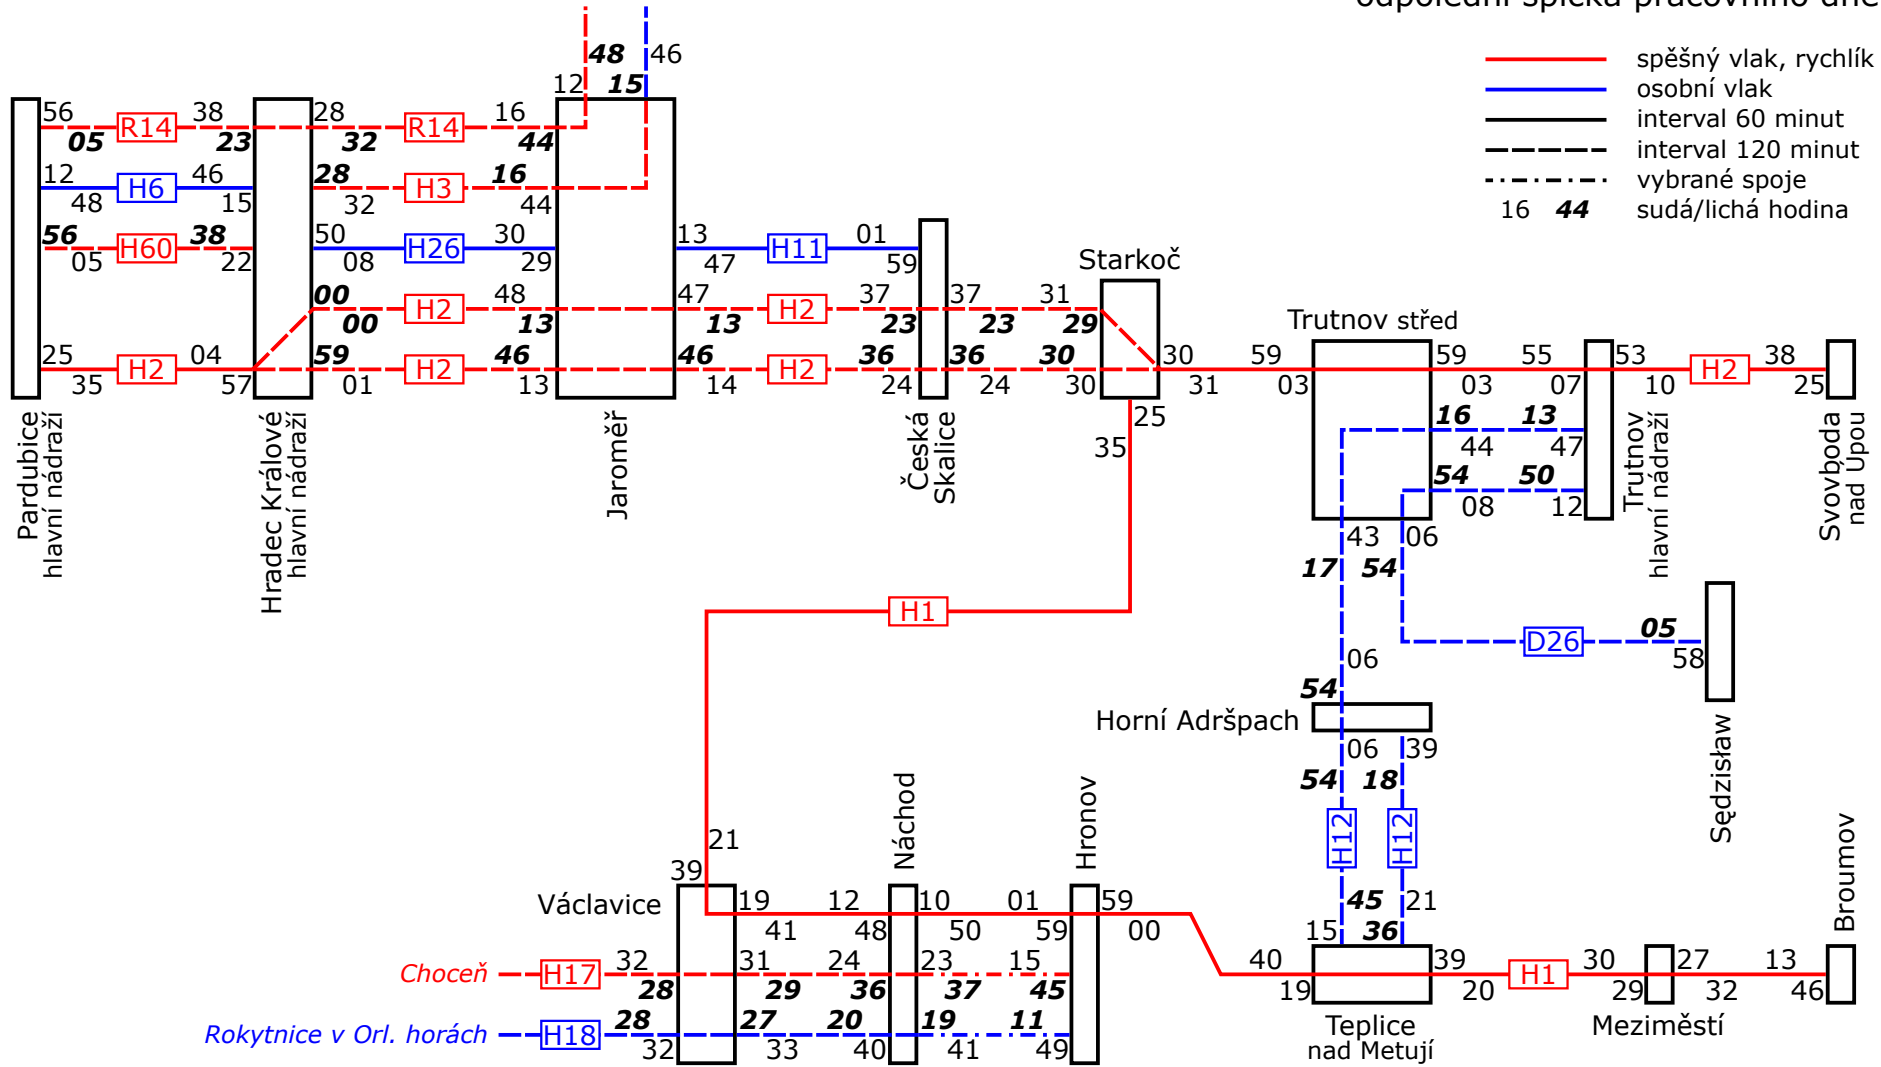 odpolední špička pracovního dne
spěšný vlak, rychlík
osobní vlak
interval 60 minut
interval 120 minut
vybrané spoje
16 44 sudá/lichá hodina
48 46
12 15
56 R14 38 28 R14 16
05 23 32 44
12 H6 46 28 H3 16
48 15 32 44
56 H60 38 50 H26 30 13 H11 01
05 22 08 29 47 59
Starkoč
00 H2 48 47 H2 37 37 31
00 13 13 23 23 29
Trutnov střed
25 H2 04 59 H2 46 46 H2 36 36 30 30 59 59 55 53 H2 38
35 57 01 13 14 24 24 30 31 03 03 07 10 25
25
35
16 13
44 47
54 50
08 12
Pardubice
hlavní nádraží
Hradec Králové
hlavní nádraží
Jaroměř
Česká
Skalice
Trutnov
hlavní nádraží
Svovboda
nad Upou
43 06
17 54
H1
D26 05
58
06
54
Horní Adršpach
06 39
54 18
Sędzisław
H12 H12
45 21
15 36
21
39
Václavice
Náchod
Hronov
19 12 10 01 59
41 48 50 59 00
Choceň H17 32 31 24 23 15
28 29 36 37 45
Rokytnice v Orl. horách H18 28 27 20 19 11
32 33 40 41 49
40 39 H1 30 27 13
19 20 29 32 46
Teplice
nad Metují
Meziměstí
Broumov